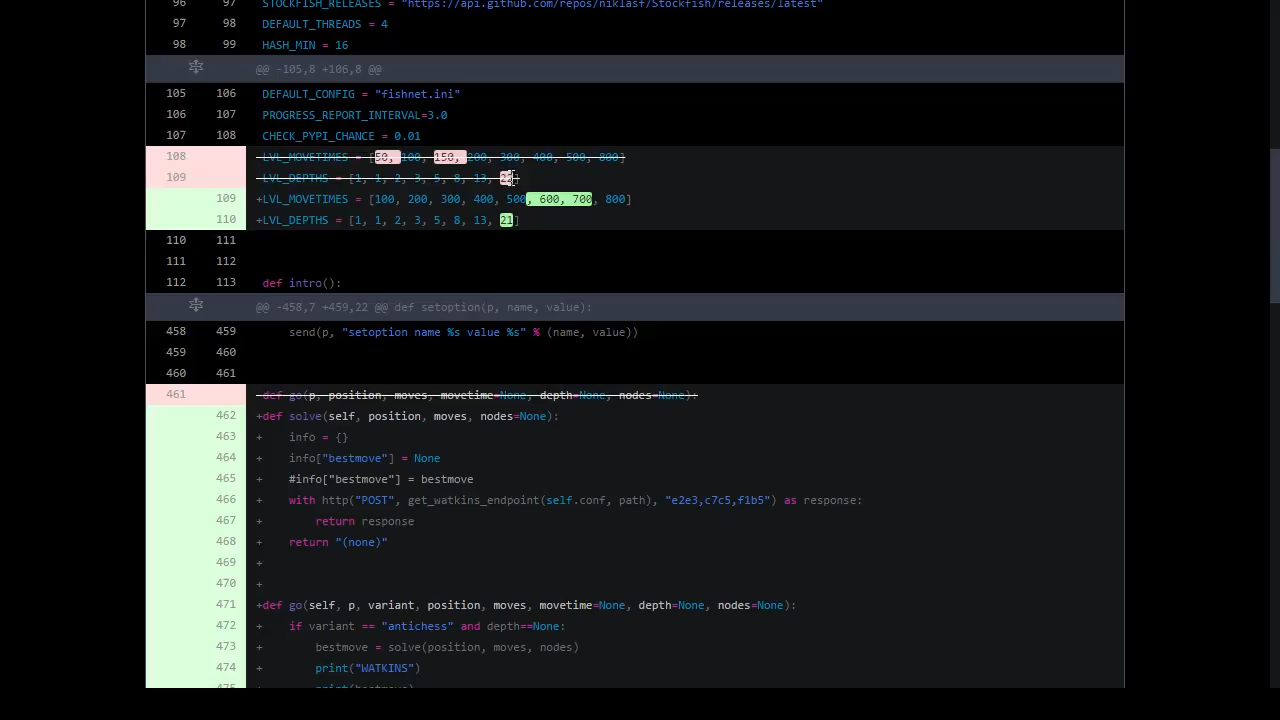 96 97 STOCKFISH_RELEASES = "https://api.github.com/repos/niklasf/Stockfish/releases/latest"
97 98 DEFAULT_THREADS = 4
98 99 HASH_MIN = 16
@@ -105,8 +106,8 @@
105 106 DEFAULT_CONFIG = "fishnet.ini"
106 107 PROGRESS_REPORT_INTERVAL=3.0
107 108 CHECK_PYPI_CHANCE = 0.01
108 -LVL_MOVETIMES = [50, 100, 150, 200, 300, 400, 500, 800]
109 -LVL_DEPTHS = [1, 1, 2, 3, 5, 8, 13,
109 +LVL_MOVETIMES = [100, 200, 300, 400, 500, 600, 700, 800]
110 +LVL_DEPTHS = [1, 1, 2, 3, 5, 8, 13, 21]
110 111
111 112
112 113 def intro():
@@ -458,7 +459,22 @@ def setoption(p, name, value):
458 459 send(p, "setoption name %s value %s" % (name, value))
459 460
460 461
461 -def go(p, position, moves, movetime=None, depth=None, nodes=None):
462 +def solve(self, position, moves, nodes=None):
463 + info = {}
464 + info["bestmove"] = None
465 + #info["bestmove"] = bestmove
466 + with http("POST", get_watkins_endpoint(self.conf, path), "e2e3,c7c5,f1b5") as response:
467 + return response
468 + return "(none)"
469 +
470 +
471 +def go(self, p, variant, position, moves, movetime=None, depth=None, nodes=None):
472 + if variant == "antichess" and depth==None:
473 + bestmove = solve(position, moves, nodes)
474 + print("WATKINS")
475 + print(bestmove)